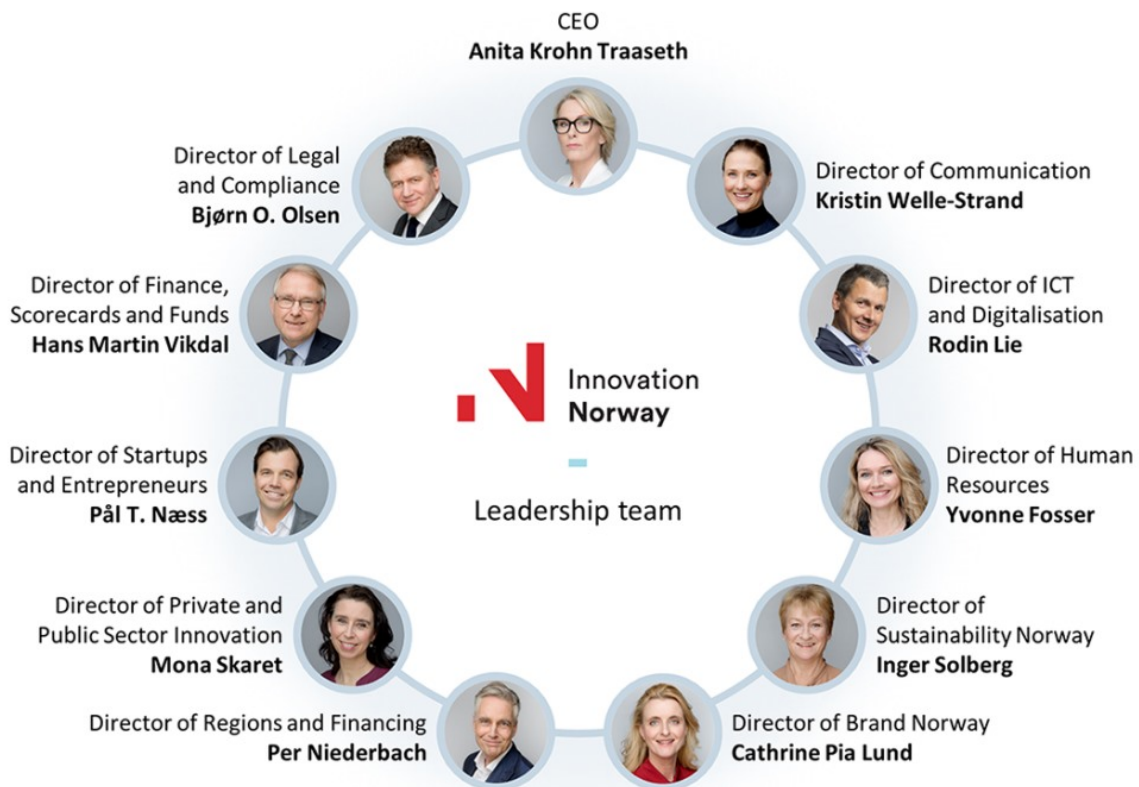 CEO
Anita Krohn Traaseth
Director of Communication
Kristin Welle-Strand
Director of ICT
and Digitalisation
Rodin Lie
Director of Human
Resources
Yvonne Fosser
Director of
Sustainability Norway
Inger Solberg
Director of Brand Norway
Cathrine Pia Lund
Director of Regions and Financing
Per Niederbach
Director of Private and
Public Sector Innovation
Mona Skaret
Director of Startups
and Entrepreneurs
Pål T. Næss
Director of Finance,
Scorecards and Funds
Hans Martin Vikdal
Director of Legal
and Compliance
Bjørn O. Olsen
Innovation
Norway
Leadership team